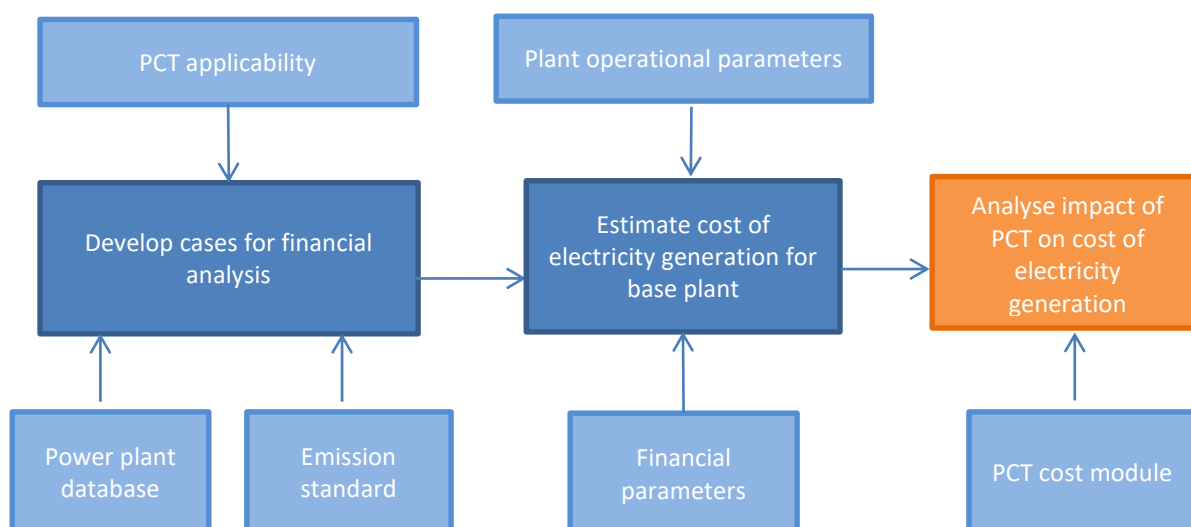 PCT applicability
Plant operational parameters
Develop cases for financial
analysis
Estimate cost of
electricity generation for
base plant
Analyse impact of
PCT on cost of
electricity
generation
Power plant
database
Emission
standard
Financial
parameters
PCT cost module